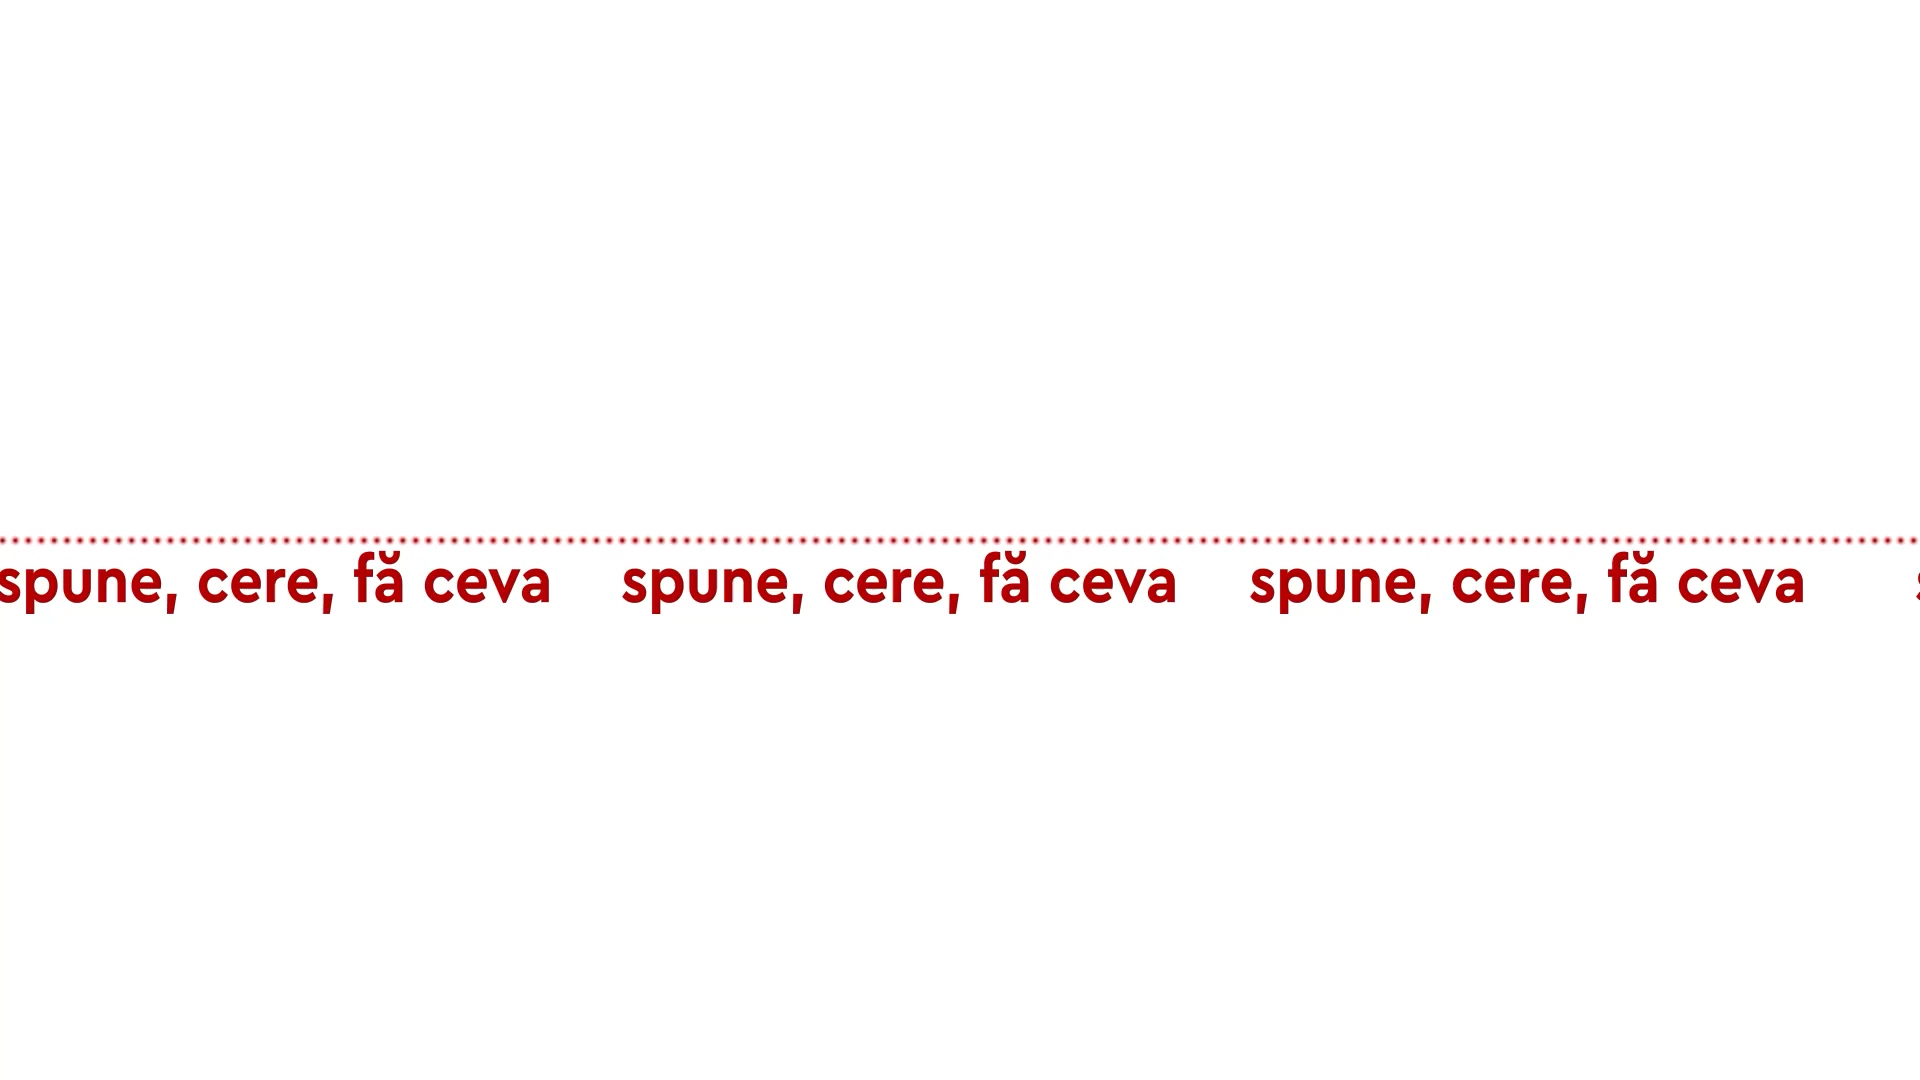 spune, cere, fă ceva spune, cere, fă ceva spune, cere, fă ceva